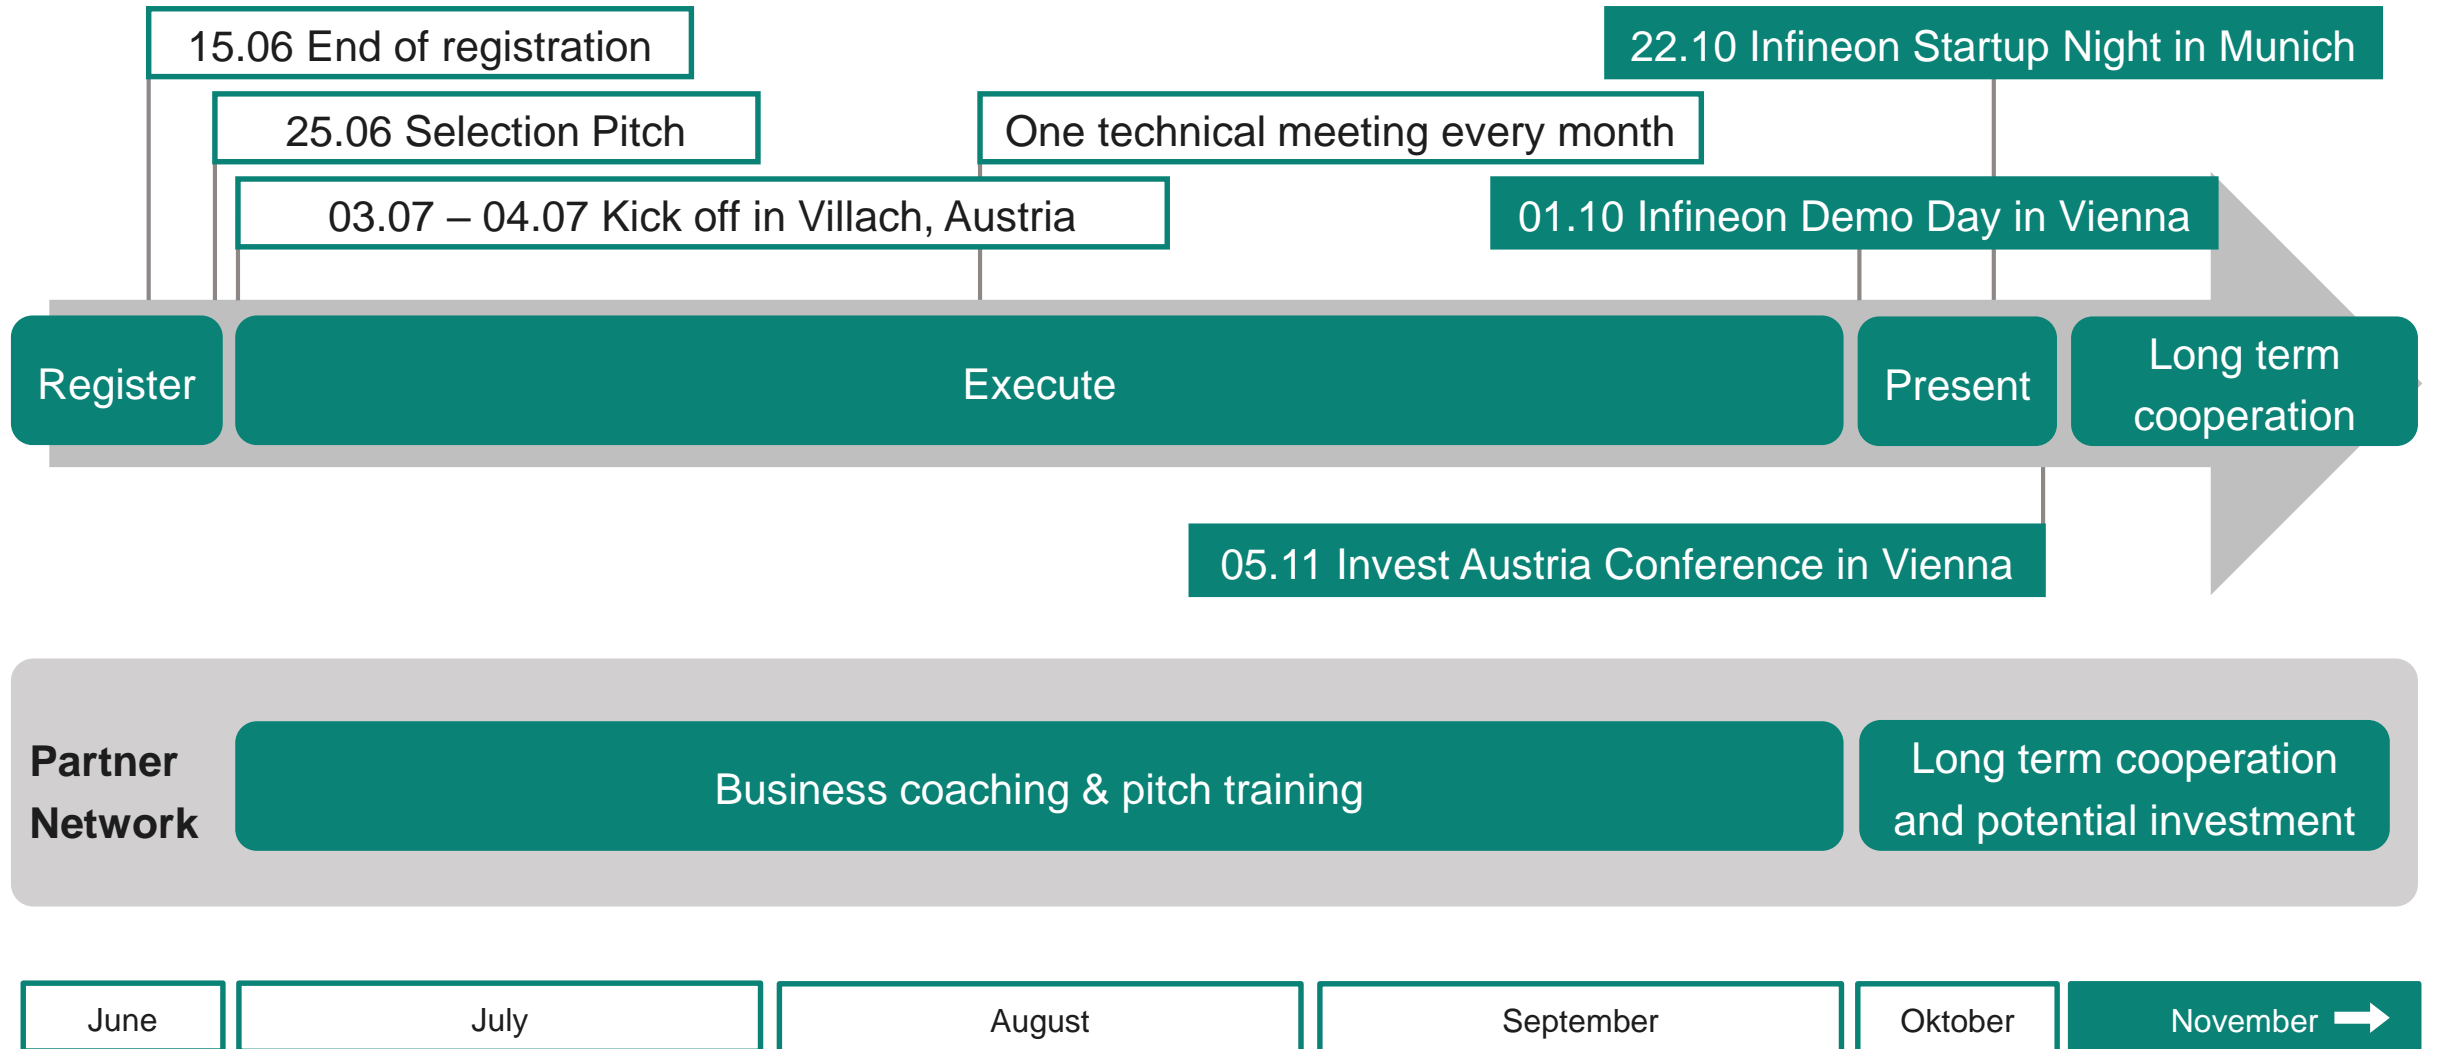 15.06 End of registration
22.10 Infineon Startup Night in Munich
25.06 Selection Pitch
One technical meeting every month
03.07 – 04.07 Kick off in Villach, Austria
01.10 Infineon Demo Day in Vienna
Register
Execute
Present
Long term
cooperation
05.11 Invest Austria Conference in Vienna
Partner
Network
Business coaching & pitch training
Long term cooperation
and potential investment
June
July
August
September
Oktober
November